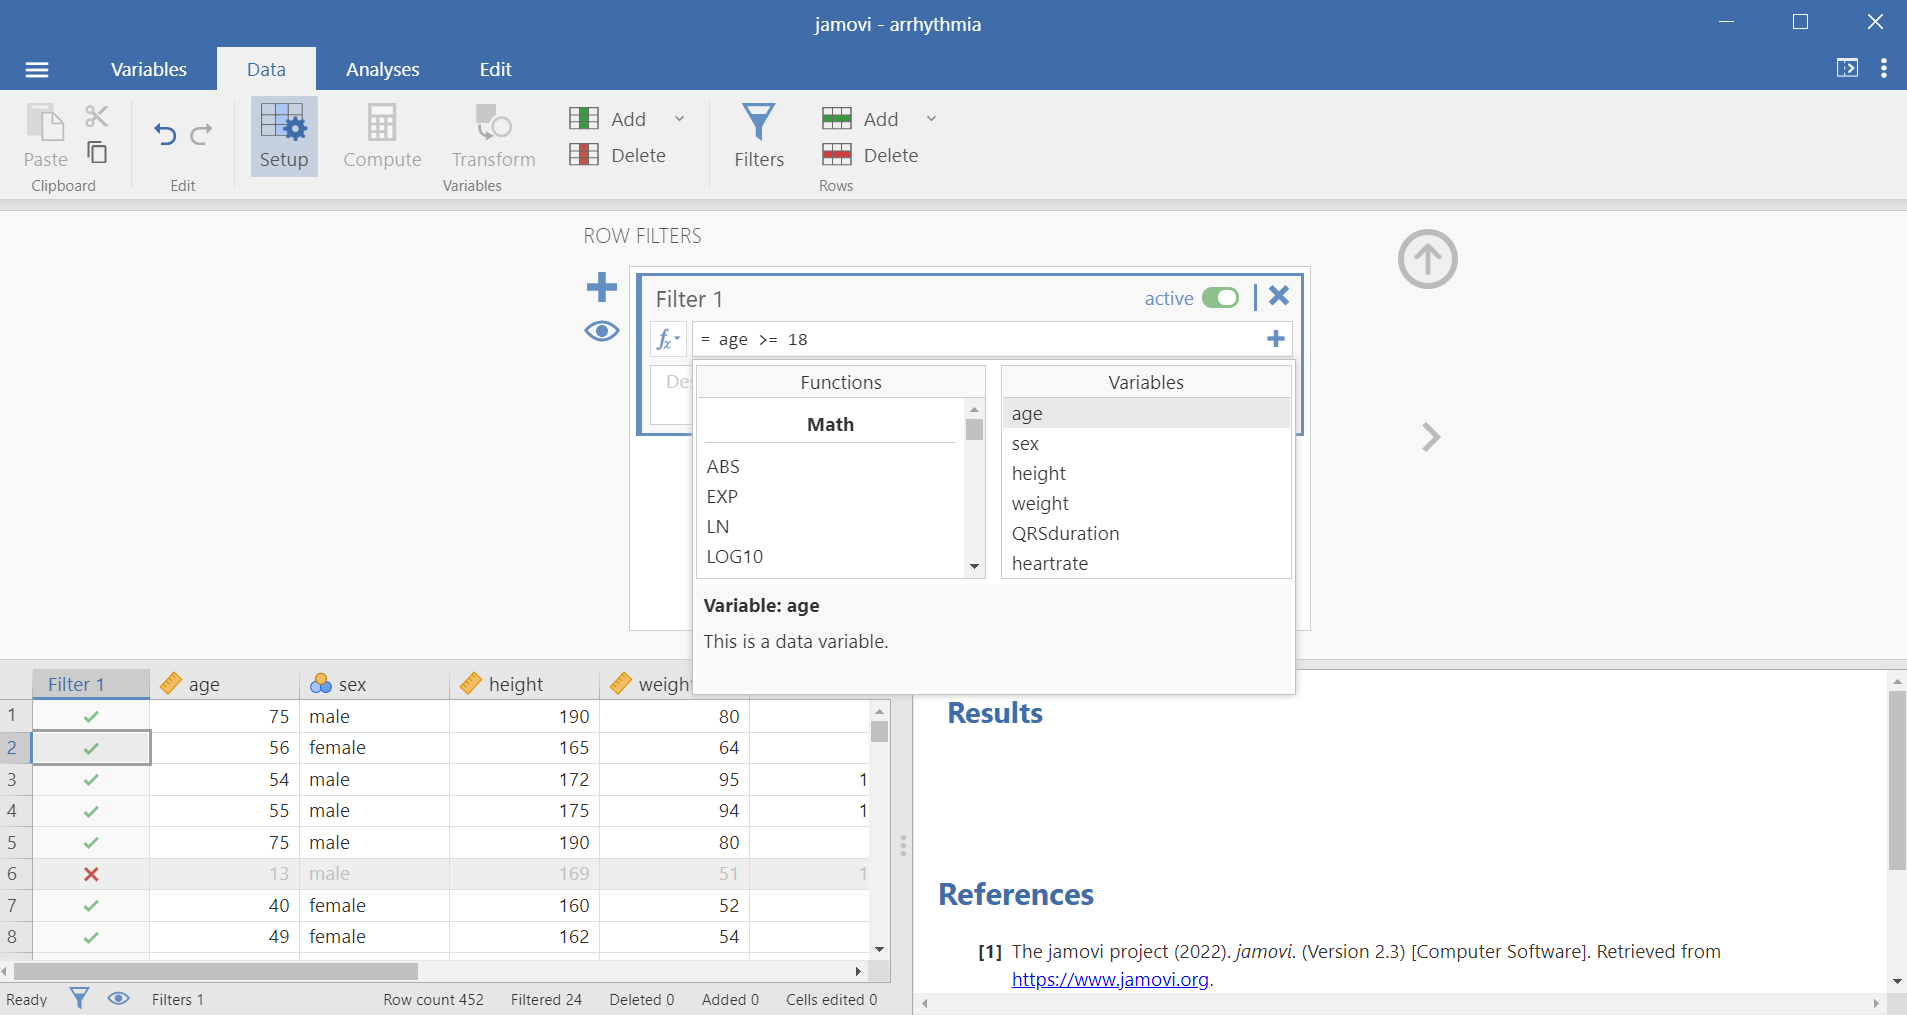 jamovi - arrhythmia
Variables Data Analyses Edit
Paste Setup Compute Transform Add Delete Filters Add Delete
Clipboard Edit Variables Rows
ROW FILTERS
Filter 1 active
fx = age >= 18
Des
Functions Variables
Math age
ABS sex
EXP height
LN weight
LOG10 QRSduration
heartrate
Variable: age
This is a data variable.
Filter 1 age sex height weight
1 75 male 190 80
2 56 female 165 64
3 54 male 172 95 1
4 55 male 175 94 1
5 75 male 190 80
6 13 male 169 51 1
7 40 female 160 52
8 49 female 162 54
Results
References
[1] The jamovi project (2022). jamovi. (Version 2.3) [Computer Software]. Retrieved from
https://www.jamovi.org.
Ready Filters 1 Row count 452 Filtered 24 Deleted 0 Added 0 Cells edited 0